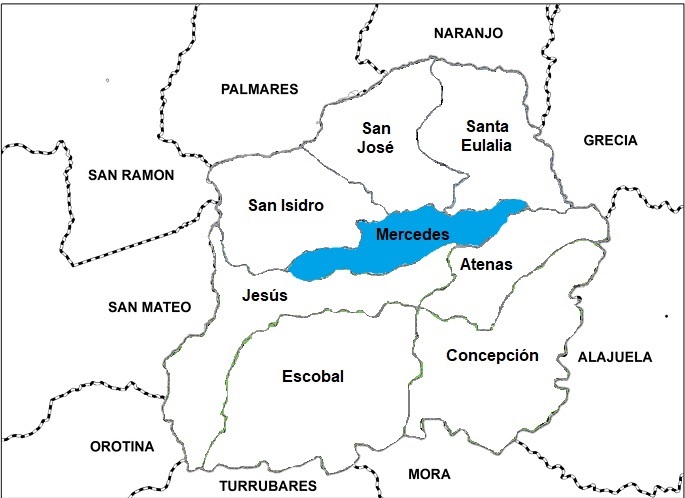 NARANJO
PALMARES
San
José
Santa
Eulalia
GRECIA
SAN RAMON
San Isidro
Mercedes
Atenas
Jesús
SAN MATEO
Concepción
ALAJUELA
Escobal
OROTINA
MORA
TURRUBARES